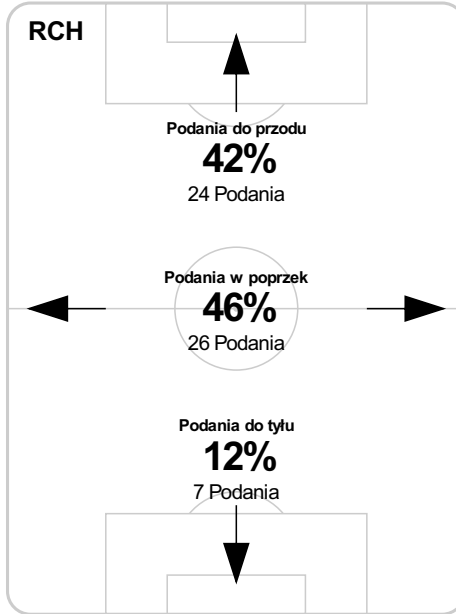 RCH
Podania do przodu
42%
24 Podania
Podania w poprzek
46%
26 Podania
Podania do tyłu
12%
7 Podania